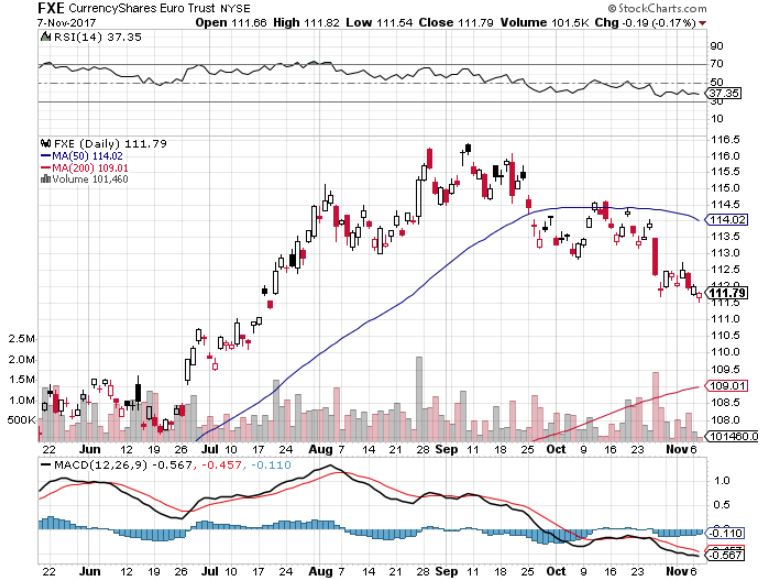 FXE CurrencyShares Euro Trust NYSE © StockCharts.com
7-Nov-2017 Open 111.66 High 111.82 Low 111.54 Close 111.79 Volume 101.5K Chg -0.19 (-0.17%)
RSI(14) 37.35
90
70
50
37.35
30
10
FXE (Daily) 111.79
MA(50) 114.02
MA(200) 109.01
Volume 101,460
116.5
116.0
115.5
115.0
114.5
114.02
113.5
113.0
112.5
112.0
111.79
111.5
111.0
110.5
110.0
109.5
109.01
108.5
108.0
101460.0
2.5M
2.0M
1.5M
1.0M
500K
22 Jun 12 19 26 Jul 10 17 24 Aug 7 14 21 Sep 11 18 25 Oct 9 16 23 Nov 6
MACD(12,26,9) -0.567, -0.457, -0.110
1.0
0.5
0.0
-0.110
-0.457
-0.567
22 Jun 12 19 26 Jul 10 17 24 Aug 7 14 21 Sep 11 18 25 Oct 9 16 23 Nov 6